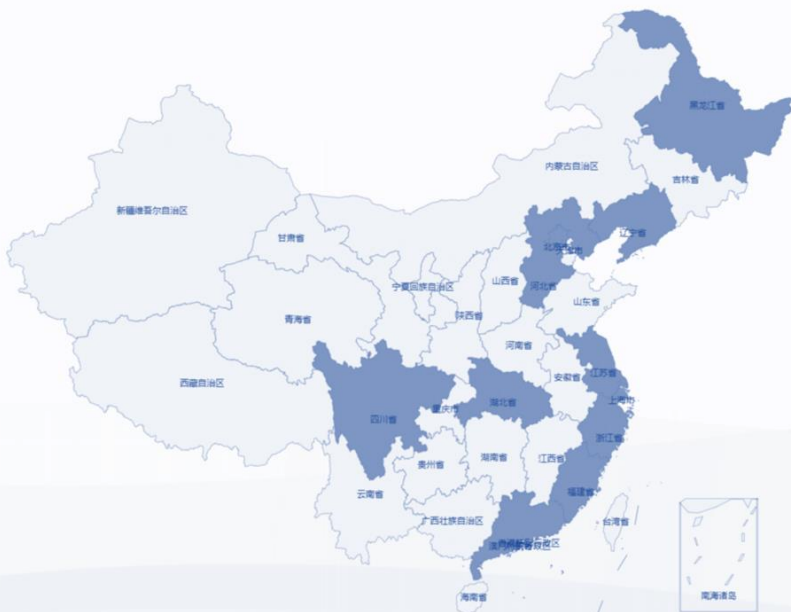 黑龙江省
内蒙古自治区
吉林省
新疆维吾尔自治区
辽宁省
甘肃省
北京市
天津市
山西省
宁夏回族自治区
河北省
山东省
陕西省
青海省
河南省
江苏省
安徽省
西藏自治区
上海市
湖北省
重庆市
四川省
浙江省
湖南省
江西省
贵州省
福建省
云南省
广西壮族自治区
台湾省
南海诸岛
海南省